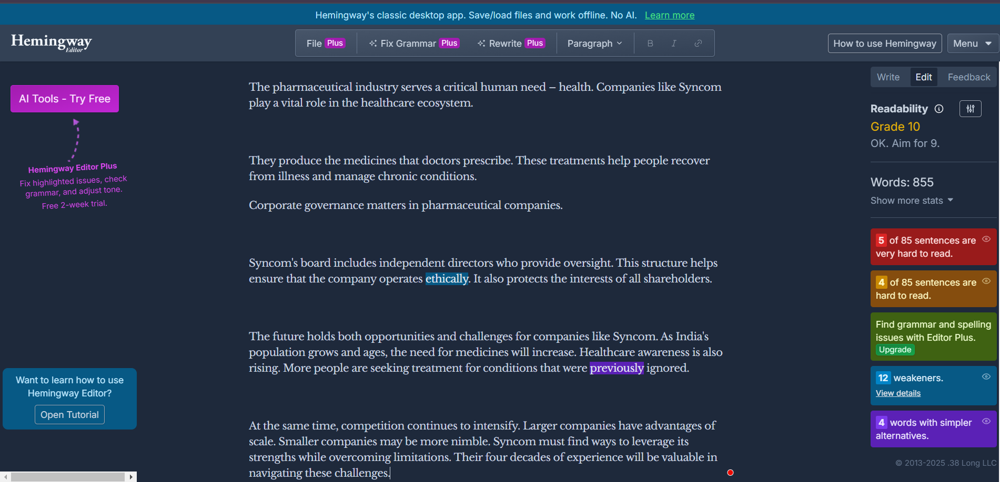 Hemingway's classic desktop app. Save/load files and work offline. No AI. Learn more
Hemingway
Editor
File Plus
Fix Grammar Plus
Rewrite Plus
Paragraph
B
I
How to use Hemingway
Menu
AI Tools - Try Free
Hemingway Editor Plus
Fix highlighted issues, check
grammar, and adjust tone.
Free 2-week trial.
Want to learn how to use
Hemingway Editor?
Open Tutorial
The pharmaceutical industry serves a critical human need – health. Companies like Syncom
play a vital role in the healthcare ecosystem.
They produce the medicines that doctors prescribe. These treatments help people recover
from illness and manage chronic conditions.
Corporate governance matters in pharmaceutical companies.
Syncom's board includes independent directors who provide oversight. This structure helps
ensure that the company operates ethically. It also protects the interests of all shareholders.
The future holds both opportunities and challenges for companies like Syncom. As India's
population grows and ages, the need for medicines will increase. Healthcare awareness is also
rising. More people are seeking treatment for conditions that were previously ignored.
At the same time, competition continues to intensify. Larger companies have advantages of
scale. Smaller companies may be more nimble. Syncom must find ways to leverage its
strengths while overcoming limitations. Their four decades of experience will be valuable in
navigating these challenges.
Write Edit Feedback
Readability
Grade 10
OK. Aim for 9.
Words: 855
Show more stats
5 of 85 sentences are
very hard to read.
4 of 85 sentences are
hard to read.
Find grammar and spelling
issues with Editor Plus.
Upgrade
12 weakeners.
View details
4 words with simpler
alternatives.
© 2013-2025 .38 Long LLC